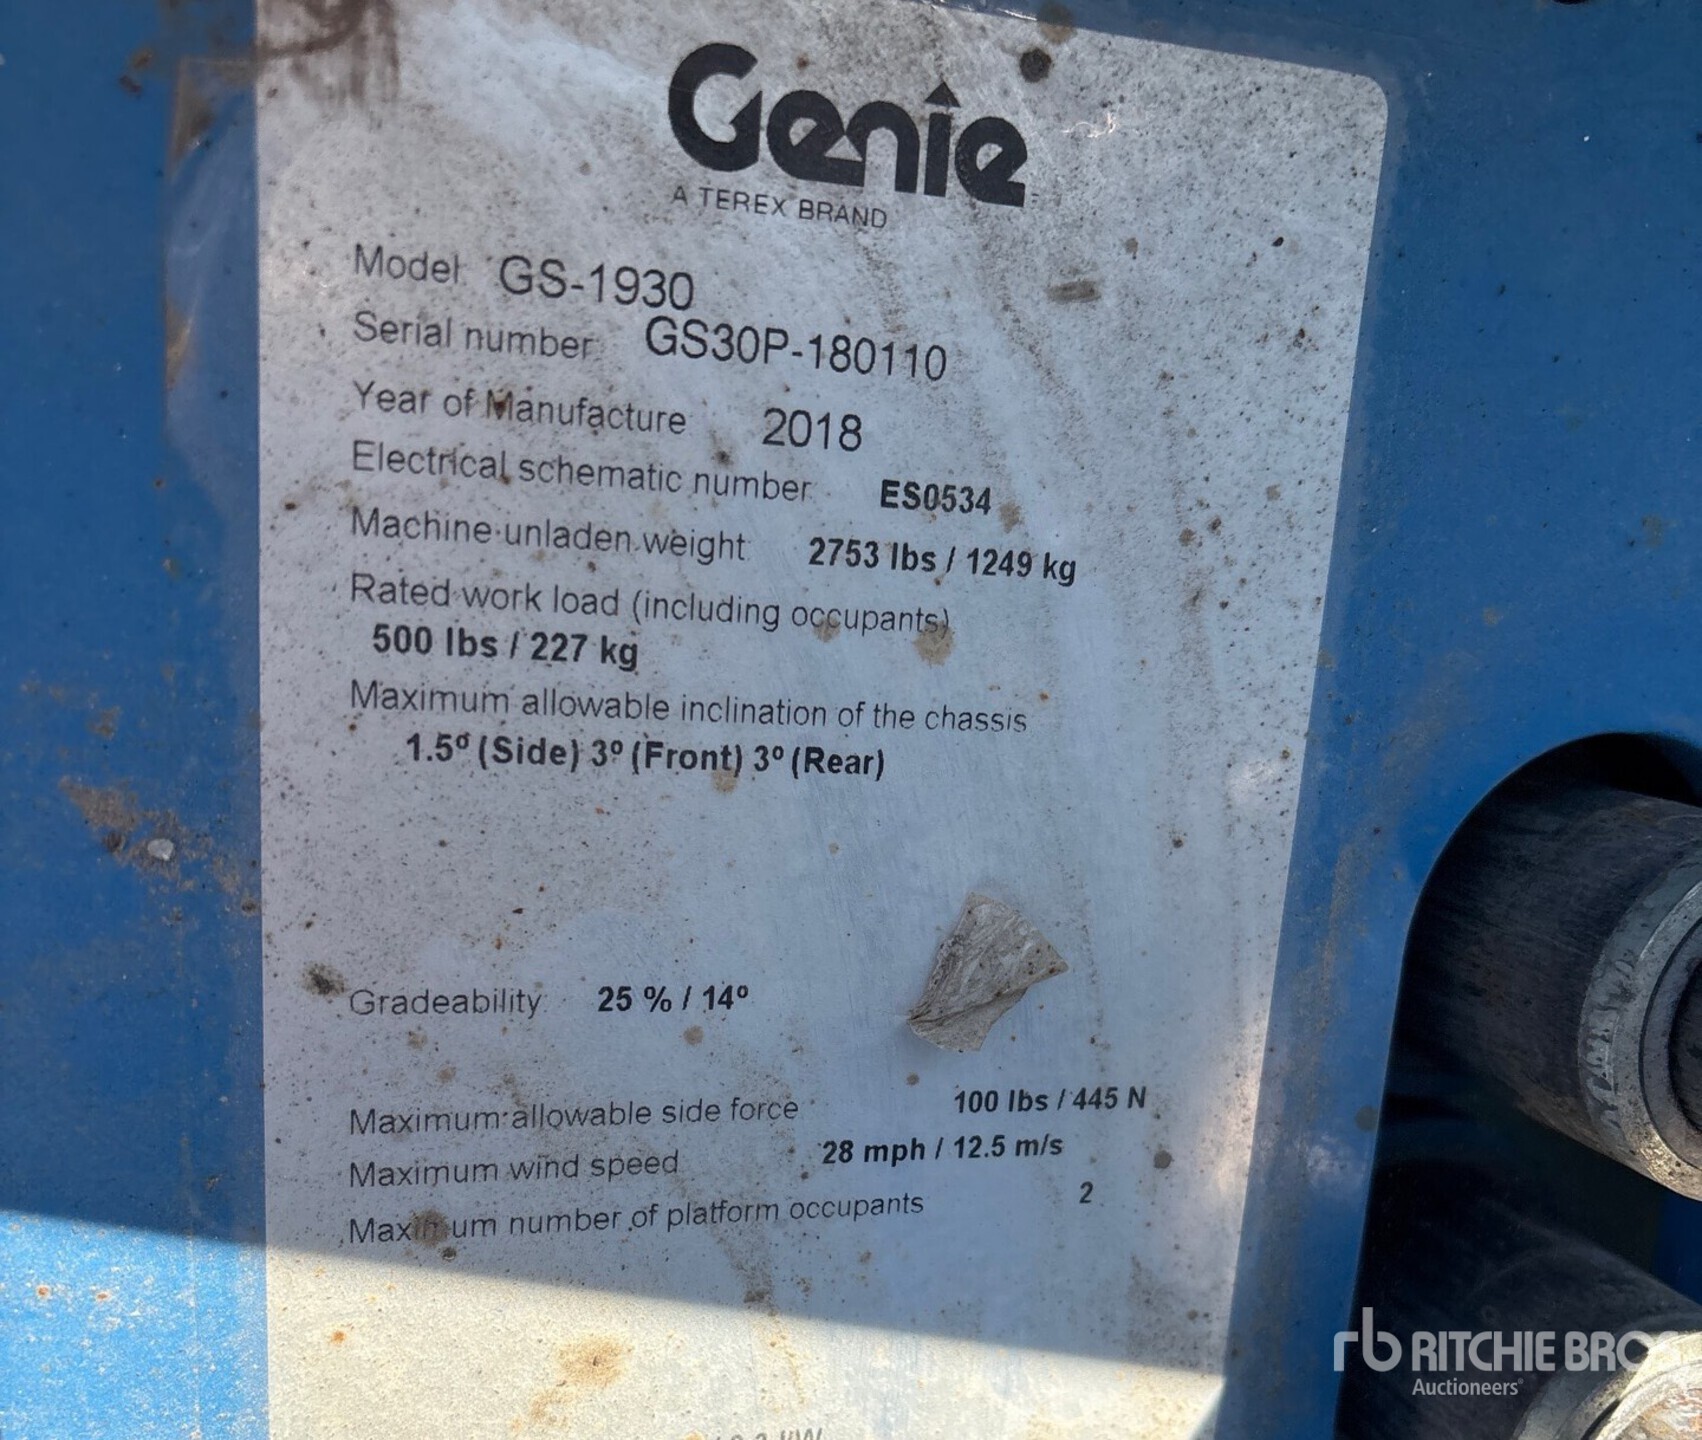 Genie
A TEREX BRAND
Model: GS-1930
Serial number: GS30P-180110
Year of Manufacture: 2018
Electrical schematic number: ES0534
Machine unladen weight: 2753 lbs / 1249 kg
Rated work load (including occupants)
500 lbs / 227 kg
Maximum allowable inclination of the chassis
1.5º (Side) 3º (Front) 3º (Rear)
Gradeability: 25 % / 14º
Maximum allowable side force 100 lbs / 445 N
Maximum wind speed 28 mph / 12.5 m/s
Maximum number of platform occupants 2
rb RITCHIE BROS
Auctioneers